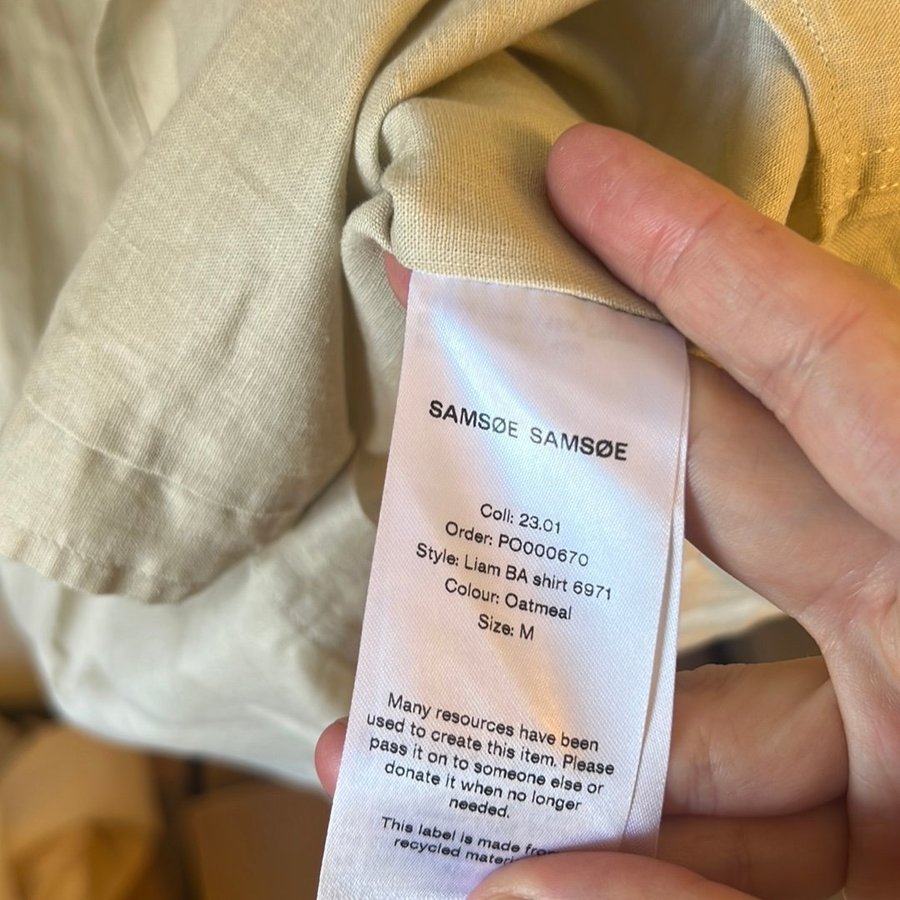 SAMSØE SAMSØE
Coll: 23.01
Order: PO000670
Style: Liam BA shirt 6971
Colour: Oatmeal
Size: M
Many resources have been
used to create this item. Please
pass it on to someone else or
donate it when no longer
needed.
This label is made from
recycled